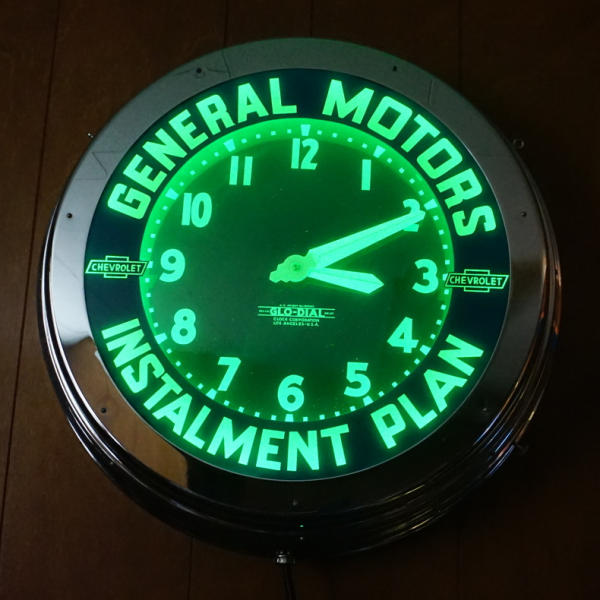 GENERAL MOTORS
12
1
2
3
4
5
6
7
8
9
10
11
CHEVROLET
CHEVROLET
GLO-DIAL
CLOCK CORPORATION
LOS ANGELES-U.S.A.
INSTALMENT PLAN